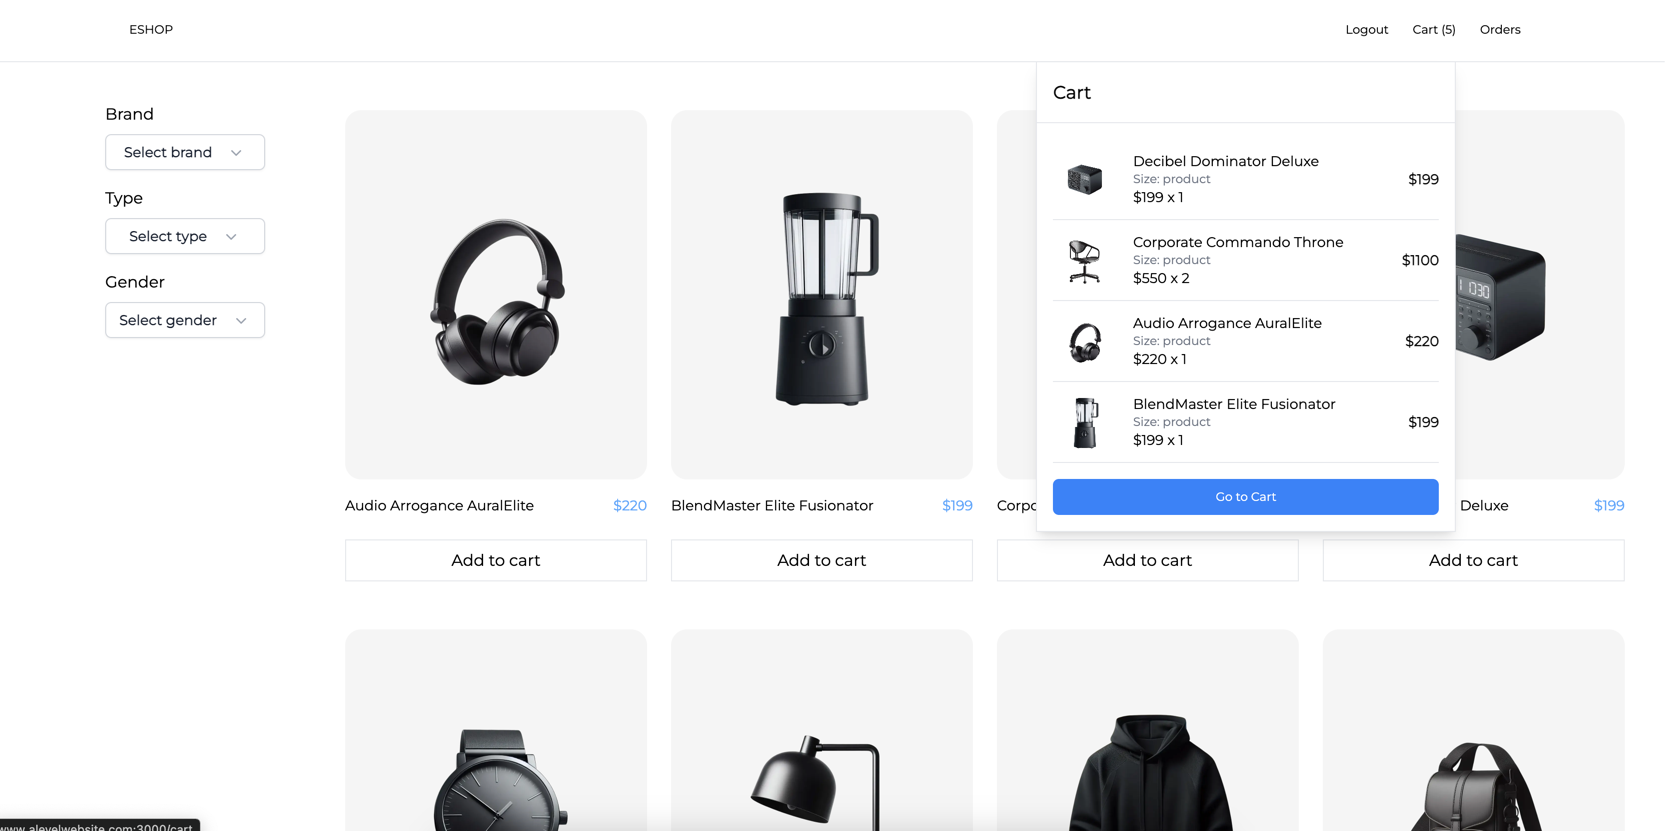 ESHOP
Logout
Cart (5)
Orders
Brand
Select brand
Type
Select type
Gender
Select gender
Cart
Decibel Dominator Deluxe
Size: product
$199 x 1
$199
Corporate Commando Throne
Size: product
$550 x 2
$1100
Audio Arrogance AuralElite
Size: product
$220 x 1
$220
BlendMaster Elite Fusionator
Size: product
$199 x 1
$199
Go to Cart
10:30
Audio Arrogance AuralElite
$220
BlendMaster Elite Fusionator
$199
Corpo
Deluxe
$199
Add to cart
Add to cart
Add to cart
Add to cart
www.alevelwebsite.com:3000/cart